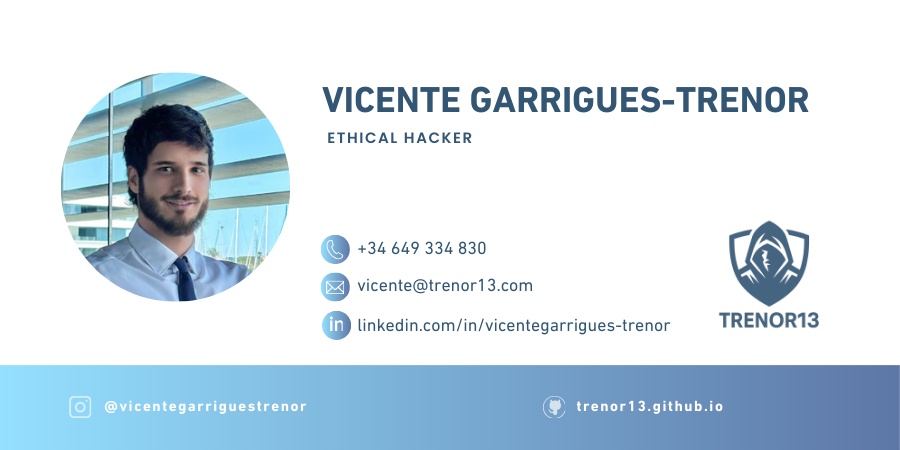 VICENTE GARRIGUES-TRENOR
ETHICAL HACKER
+34 649 334 830
vicente@trenor13.com
in linkedin.com/in/vicentegarrigues-trenor
TRENOR13
@vicentegarriguestrenor
trenor13.github.io